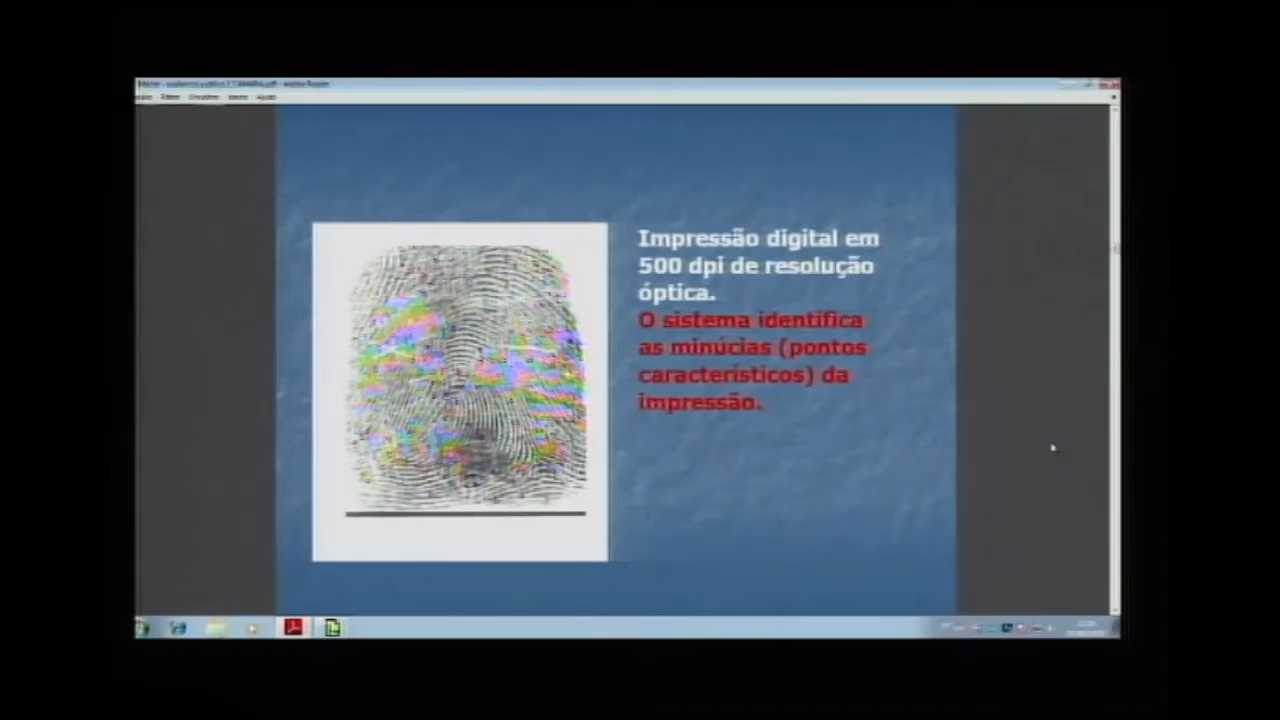 Impressão digital em
500 dpi de resolução
óptica.
O sistema identifica
as minúcias (pontos
característicos) da
impressão.